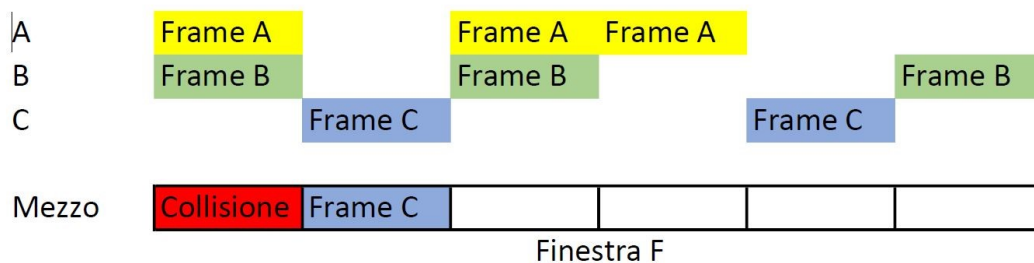 A Frame A Frame A Frame A
B Frame B Frame B Frame B
C Frame C Frame C
Mezzo Collisione Frame C
Finestra F